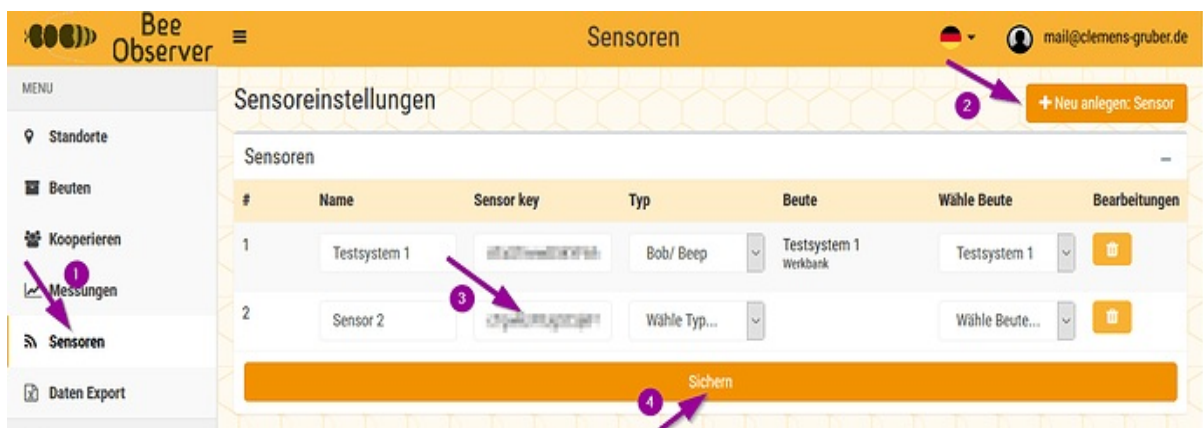 Bee
Observer
Sensoren
mail@clemens-gruber.de
MENU
Standorte
Beuten
Kooperieren
Messungen
Sensoren
Daten Export
Sensoreinstellungen
+ Neu anlegen: Sensor
Sensoren
# Name Sensor key Typ Beute Wähle Beute Bearbeitungen
1 Testsystem 1 Bob/ Beep Testsystem 1 Testsystem 1
Werkbank
2 Sensor 2 Wähle Typ... Wähle Beute...
Sichern
1
2
3
4